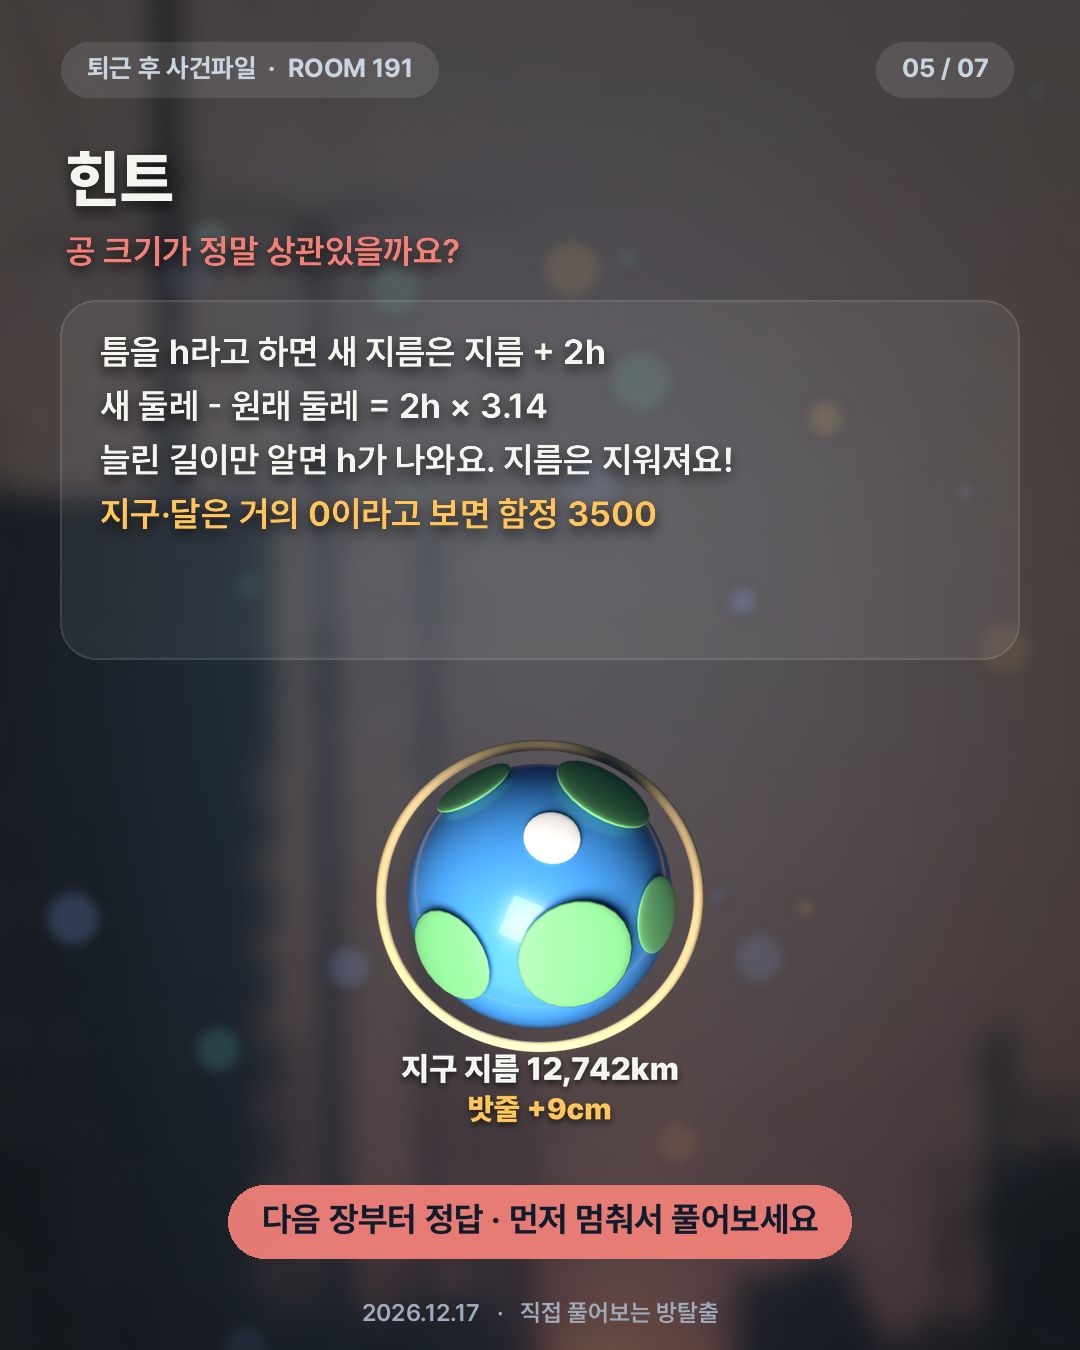 퇴근 후 사건파일 · ROOM 191
05 / 07
힌트
공 크기가 정말 상관있을까요?
틈을 h라고 하면 새 지름은 지름 + 2h
새 둘레 - 원래 둘레 = 2h × 3.14
늘린 길이만 알면 h가 나와요. 지름은 지워져요!
지구·달은 거의 0이라고 보면 함정 3500
지구 지름 12,742km
밧줄 +9cm
다음 장부터 정답 · 먼저 멈춰서 풀어보세요
2026.12.17 · 직접 풀어보는 방탈출